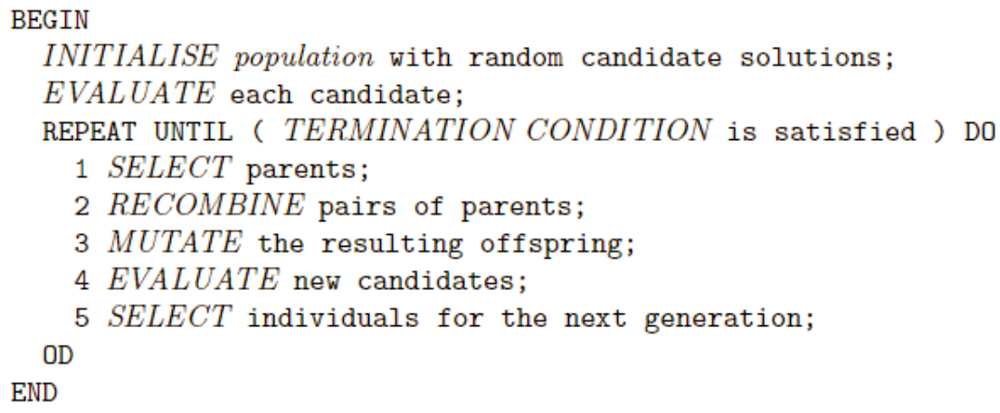 BEGIN
INITIALISE population with random candidate solutions;
EVALUATE each candidate;
REPEAT UNTIL ( TERMINATION CONDITION is satisfied ) DO
1 SELECT parents;
2 RECOMBINE pairs of parents;
3 MUTATE the resulting offspring;
4 EVALUATE new candidates;
5 SELECT individuals for the next generation;
OD
END